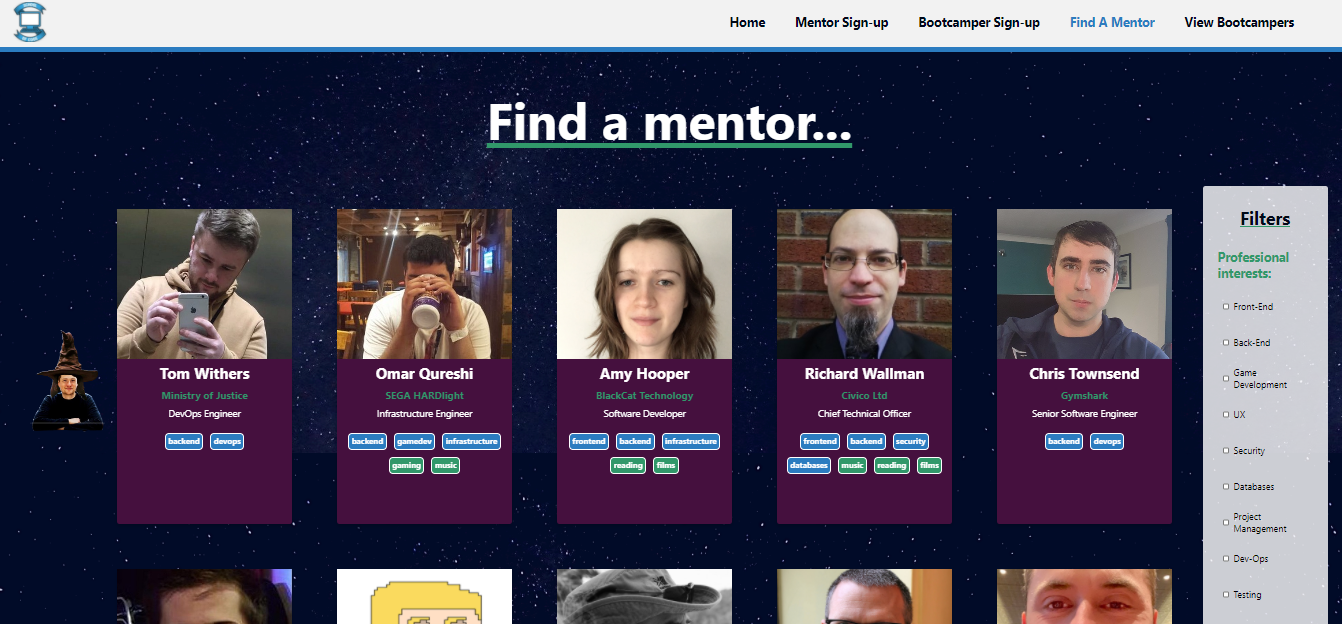 Home Mentor Sign-up Bootcamper Sign-up Find A Mentor View Bootcampers
Find a mentor...
Tom Withers
Ministry of Justice
DevOps Engineer
backend devops
Omar Qureshi
SEGA HARDlight
Infrastructure Engineer
backend gamedev infrastructure
gaming music
Amy Hooper
BlackCat Technology
Software Developer
frontend backend infrastructure
reading films
Richard Wallman
Civico Ltd
Chief Technical Officer
frontend backend security
databases music reading films
Chris Townsend
Gymshark
Senior Software Engineer
backend devops
Filters
Professional
interests:
Front-End
Back-End
Game
Development
UX
Security
Databases
Project
Management
Dev-Ops
Testing